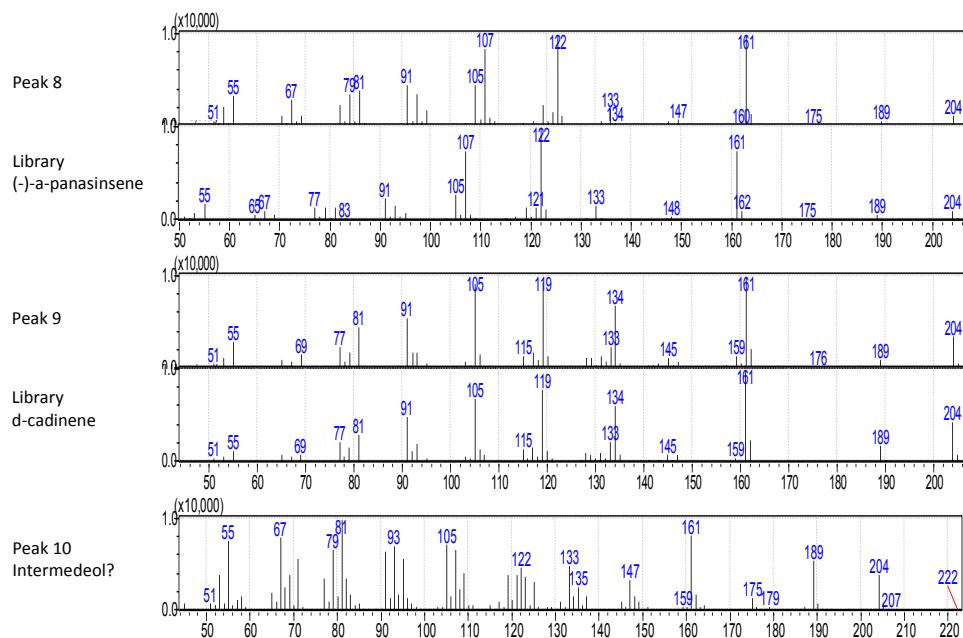 (x10,000)
1.0
Peak 8
0.0
51 55 67 79 81 91 105 107 122 133 134 147 160 161 175 189 204
1.0
Library
(-)-a-panasinsene
0.0
55 65 67 77 83 91 105 107 121 122 133 148 161 162 175 189 204
50 60 70 80 90 100 110 120 130 140 150 160 170 180 190 200
(x10,000)
1.0
Peak 9
0.0
51 55 69 77 81 91 105 115 119 133 134 145 159 161 176 189 204
1.0
Library
d-cadinene
0.0
51 55 69 77 81 91 105 115 119 133 134 145 159 161 189 204
50 60 70 80 90 100 110 120 130 140 150 160 170 180 190 200
(x10,000)
1.0
Peak 10
Intermedeol?
0.0
51 55 67 79 81 93 105 122 133 135 147 159 161 175 179 189 204 207 222
50 60 70 80 90 100 110 120 130 140 150 160 170 180 190 200 210 220